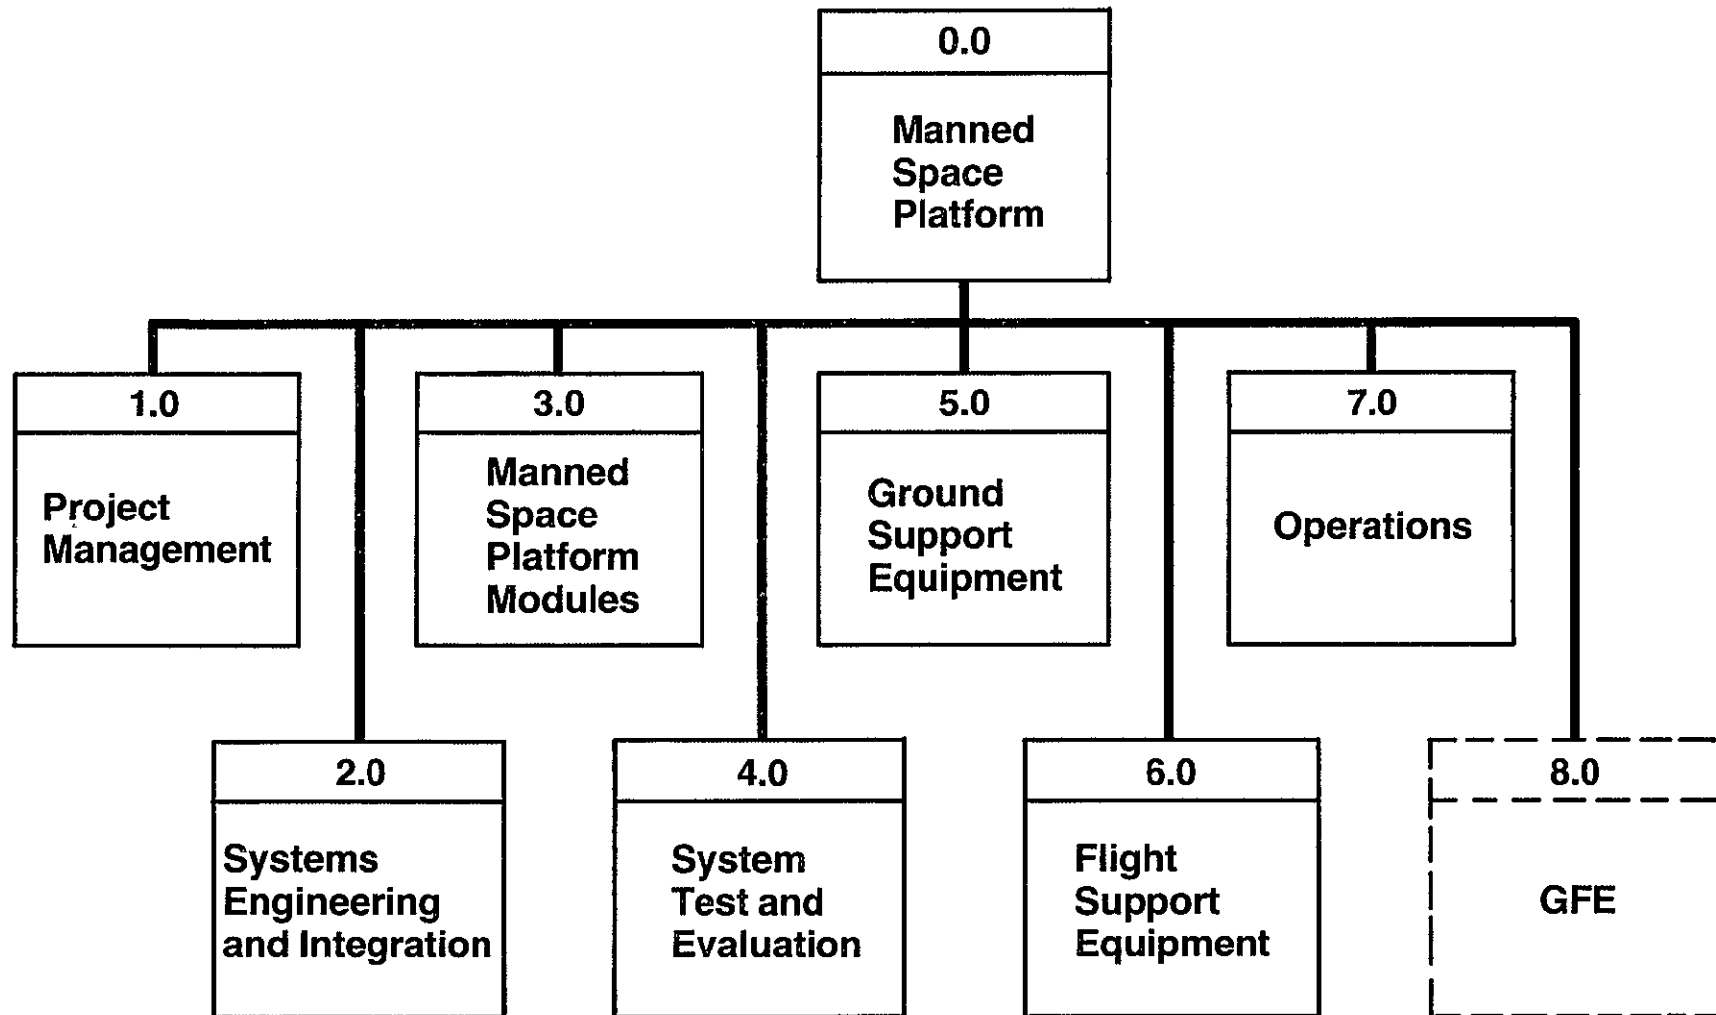 0.0
Manned
Space
Platform
1.0
Project
Management
3.0
Manned
Space
Platform
Modules
5.0
Ground
Support
Equipment
7.0
Operations
2.0
Systems
Engineering
and Integration
4.0
System
Test and
Evaluation
6.0
Flight
Support
Equipment
8.0
GFE